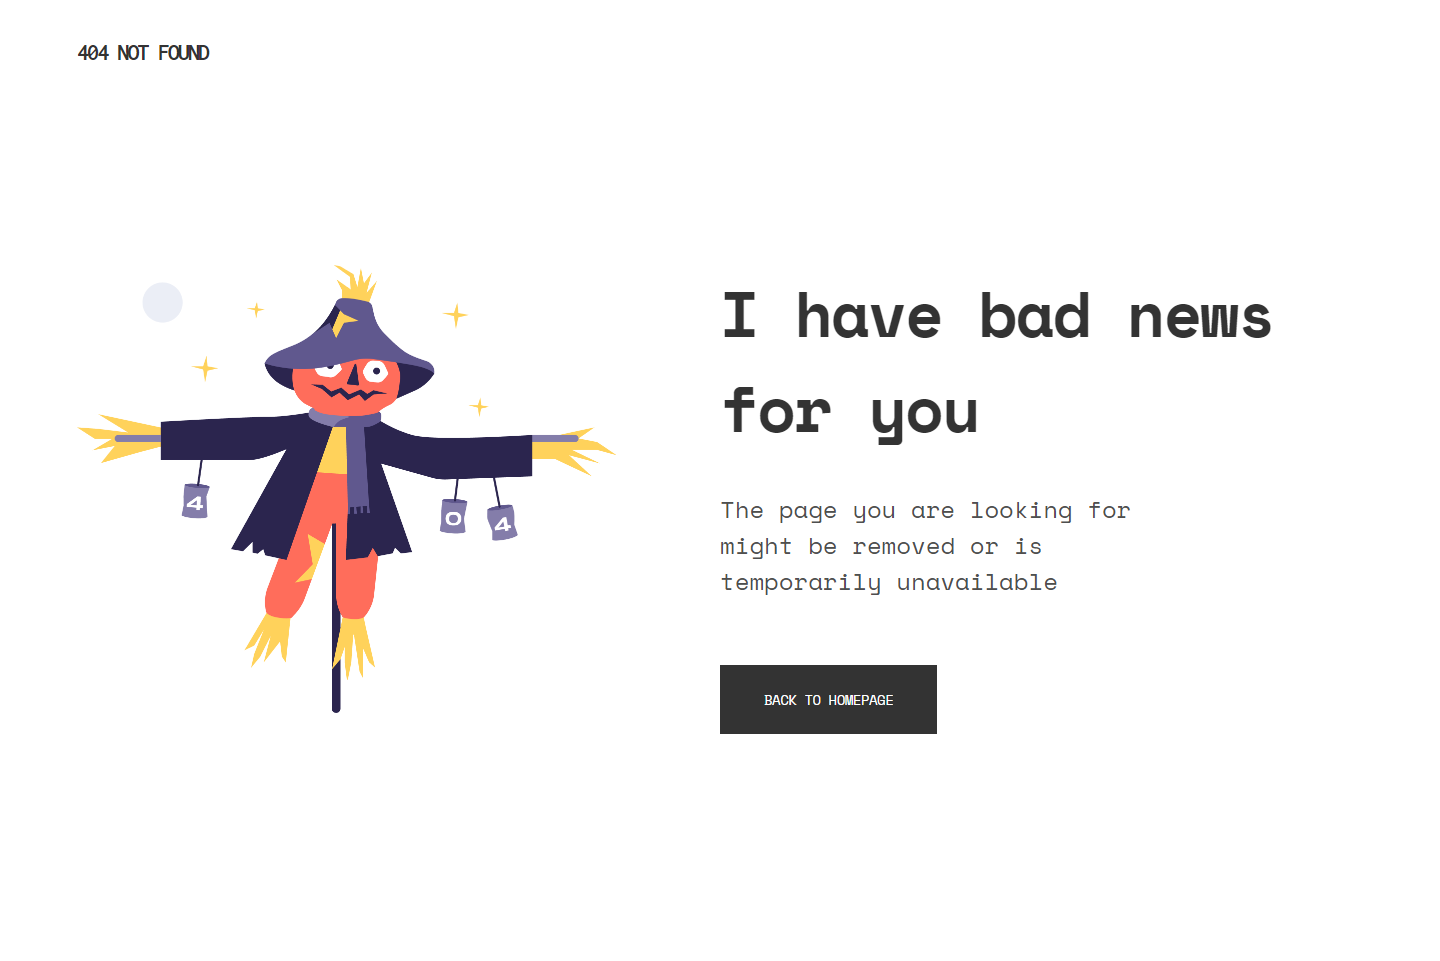 404 NOT FOUND
I have bad news
for you
4
0
4
The page you are looking for
might be removed or is
temporarily unavailable
BACK TO HOMEPAGE